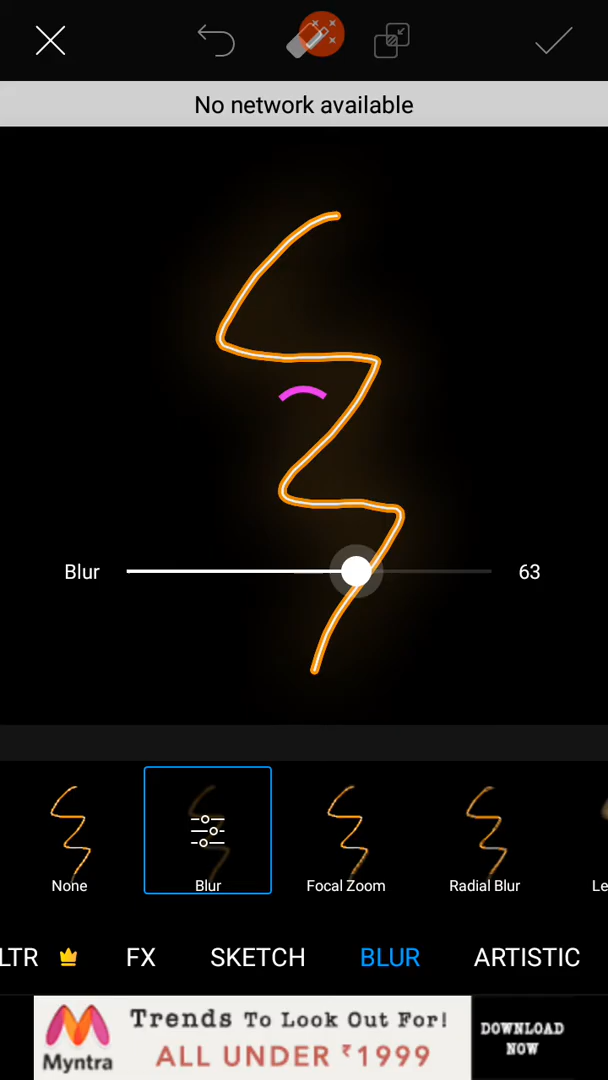 No network available
Blur 63
None Blur Focal Zoom Radial Blur Le
LTR FX SKETCH BLUR ARTISTIC
Trends To Look Out For!
ALL UNDER ₹1999
Myntra
DOWNLOAD
NOW